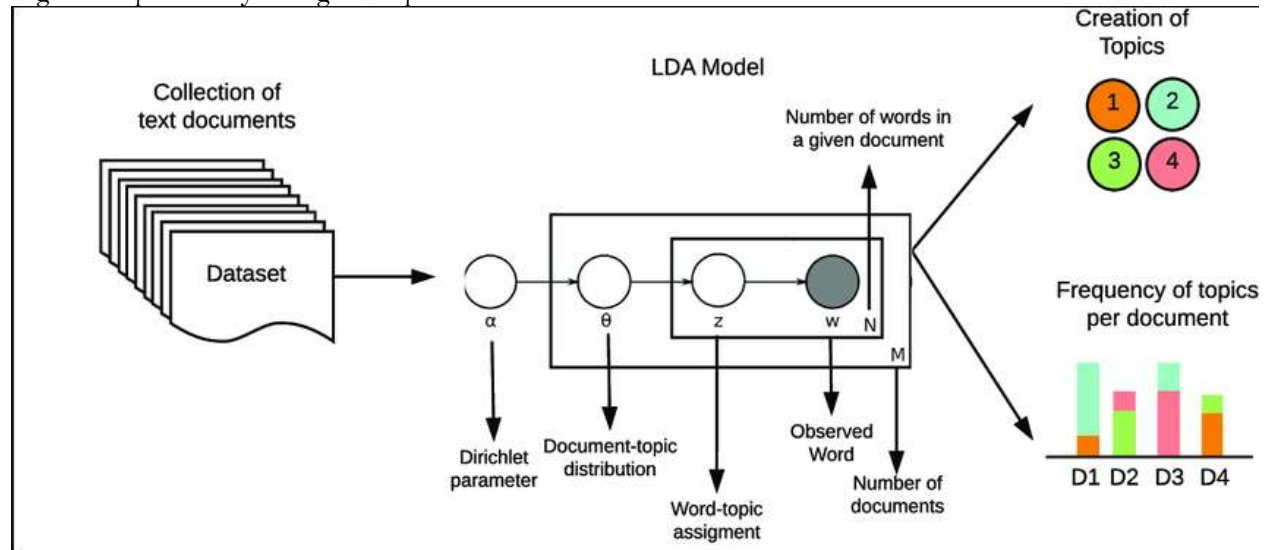 Collection of
text documents
Dataset
LDA Model
Number of words in
a given document
α
θ
z
w
N
M
Dirichlet
parameter
Document-topic
distribution
Word-topic
assigment
Observed
Word
Number of
documents
Creation of
Topics
1
2
3
4
Frequency of topics
per document
D1 D2 D3 D4